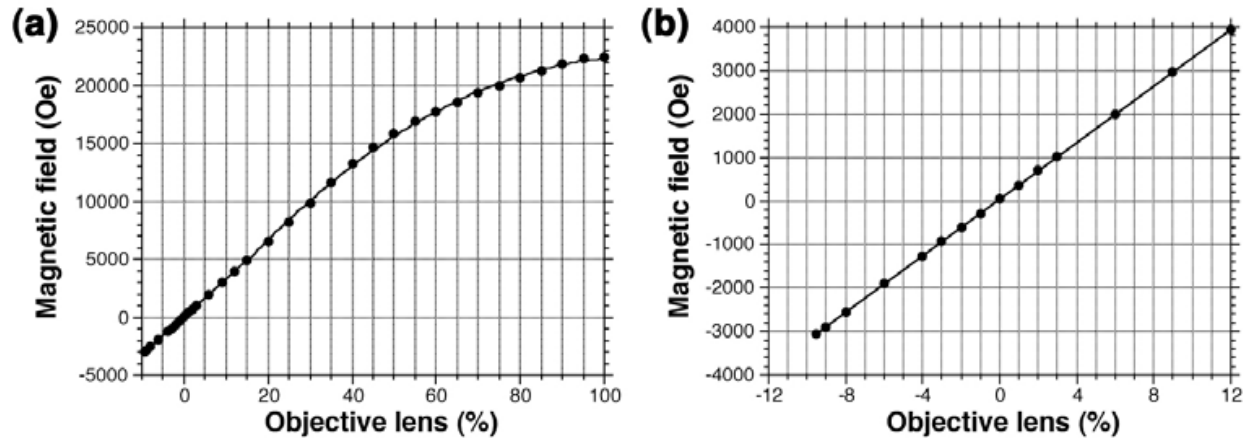 (a)
25000
20000
15000
10000
5000
0
-5000
Magnetic field (Oe)
0 20 40 60 80 100
Objective lens (%)
(b)
4000
3000
2000
1000
0
-1000
-2000
-3000
-4000
Magnetic field (Oe)
-12 -8 -4 0 4 8 12
Objective lens (%)